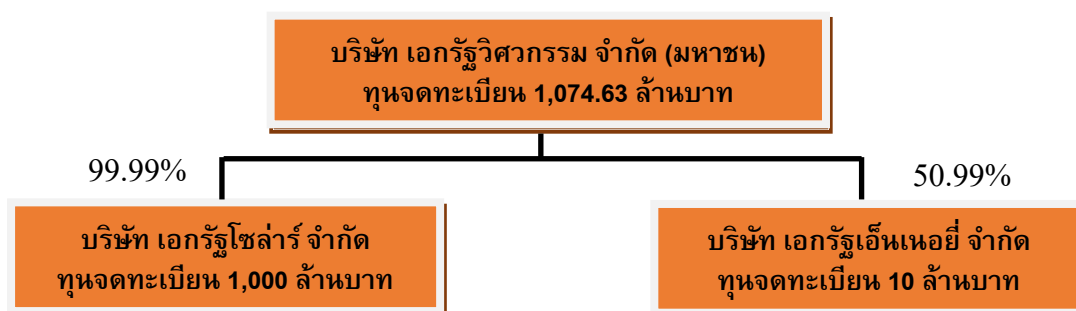 บริษัท เอกรัฐวิศวกรรม จำกัด (มหาชน)
ทุนจดทะเบียน 1,074.63 ล้านบาท
99.99%
50.99%
บริษัท เอกรัฐโซล่าร์ จำกัด
ทุนจดทะเบียน 1,000 ล้านบาท
บริษัท เอกรัฐเอ็นเนอยี่ จำกัด
ทุนจดทะเบียน 10 ล้านบาท